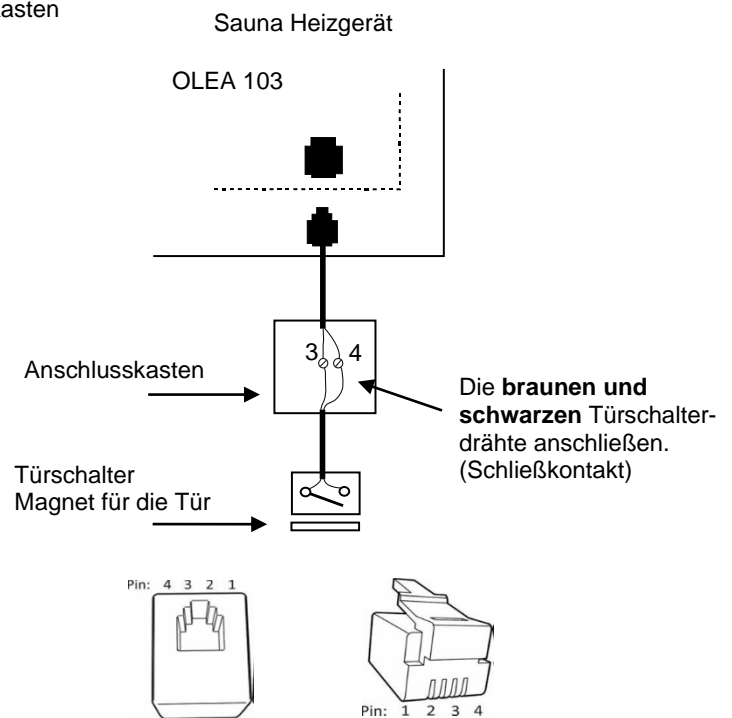 asten
Sauna Heizgerät
OLEA 103
3 4
Anschlusskasten
Die braunen und
schwarzen Türschalter-
drähte anschließen.
(Schließkontakt)
Türschalter
Magnet für die Tür
Pin: 4 3 2 1
Pin: 1 2 3 4